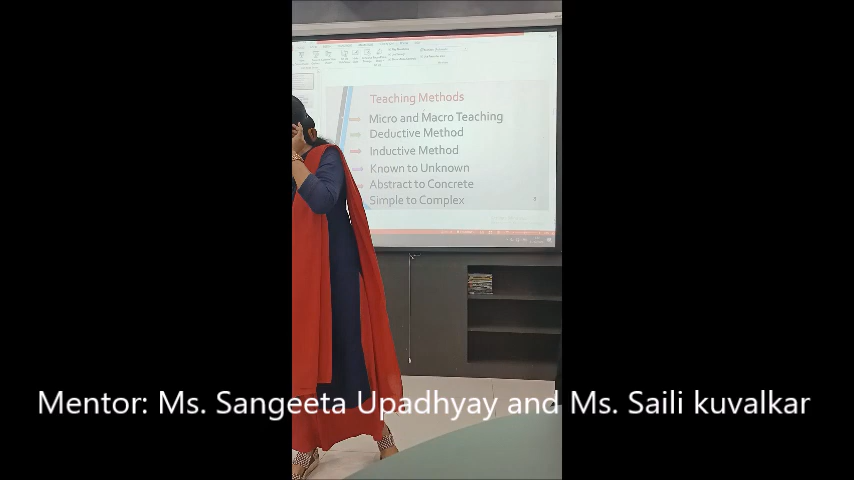 Teaching Methods
Micro and Macro Teaching
Deductive Method
Inductive Method
Known to Unknown
Abstract to Concrete
Simple to Complex
Mentor: Ms. Sangeeta Upadhyay and Ms. Saili kuvalkar